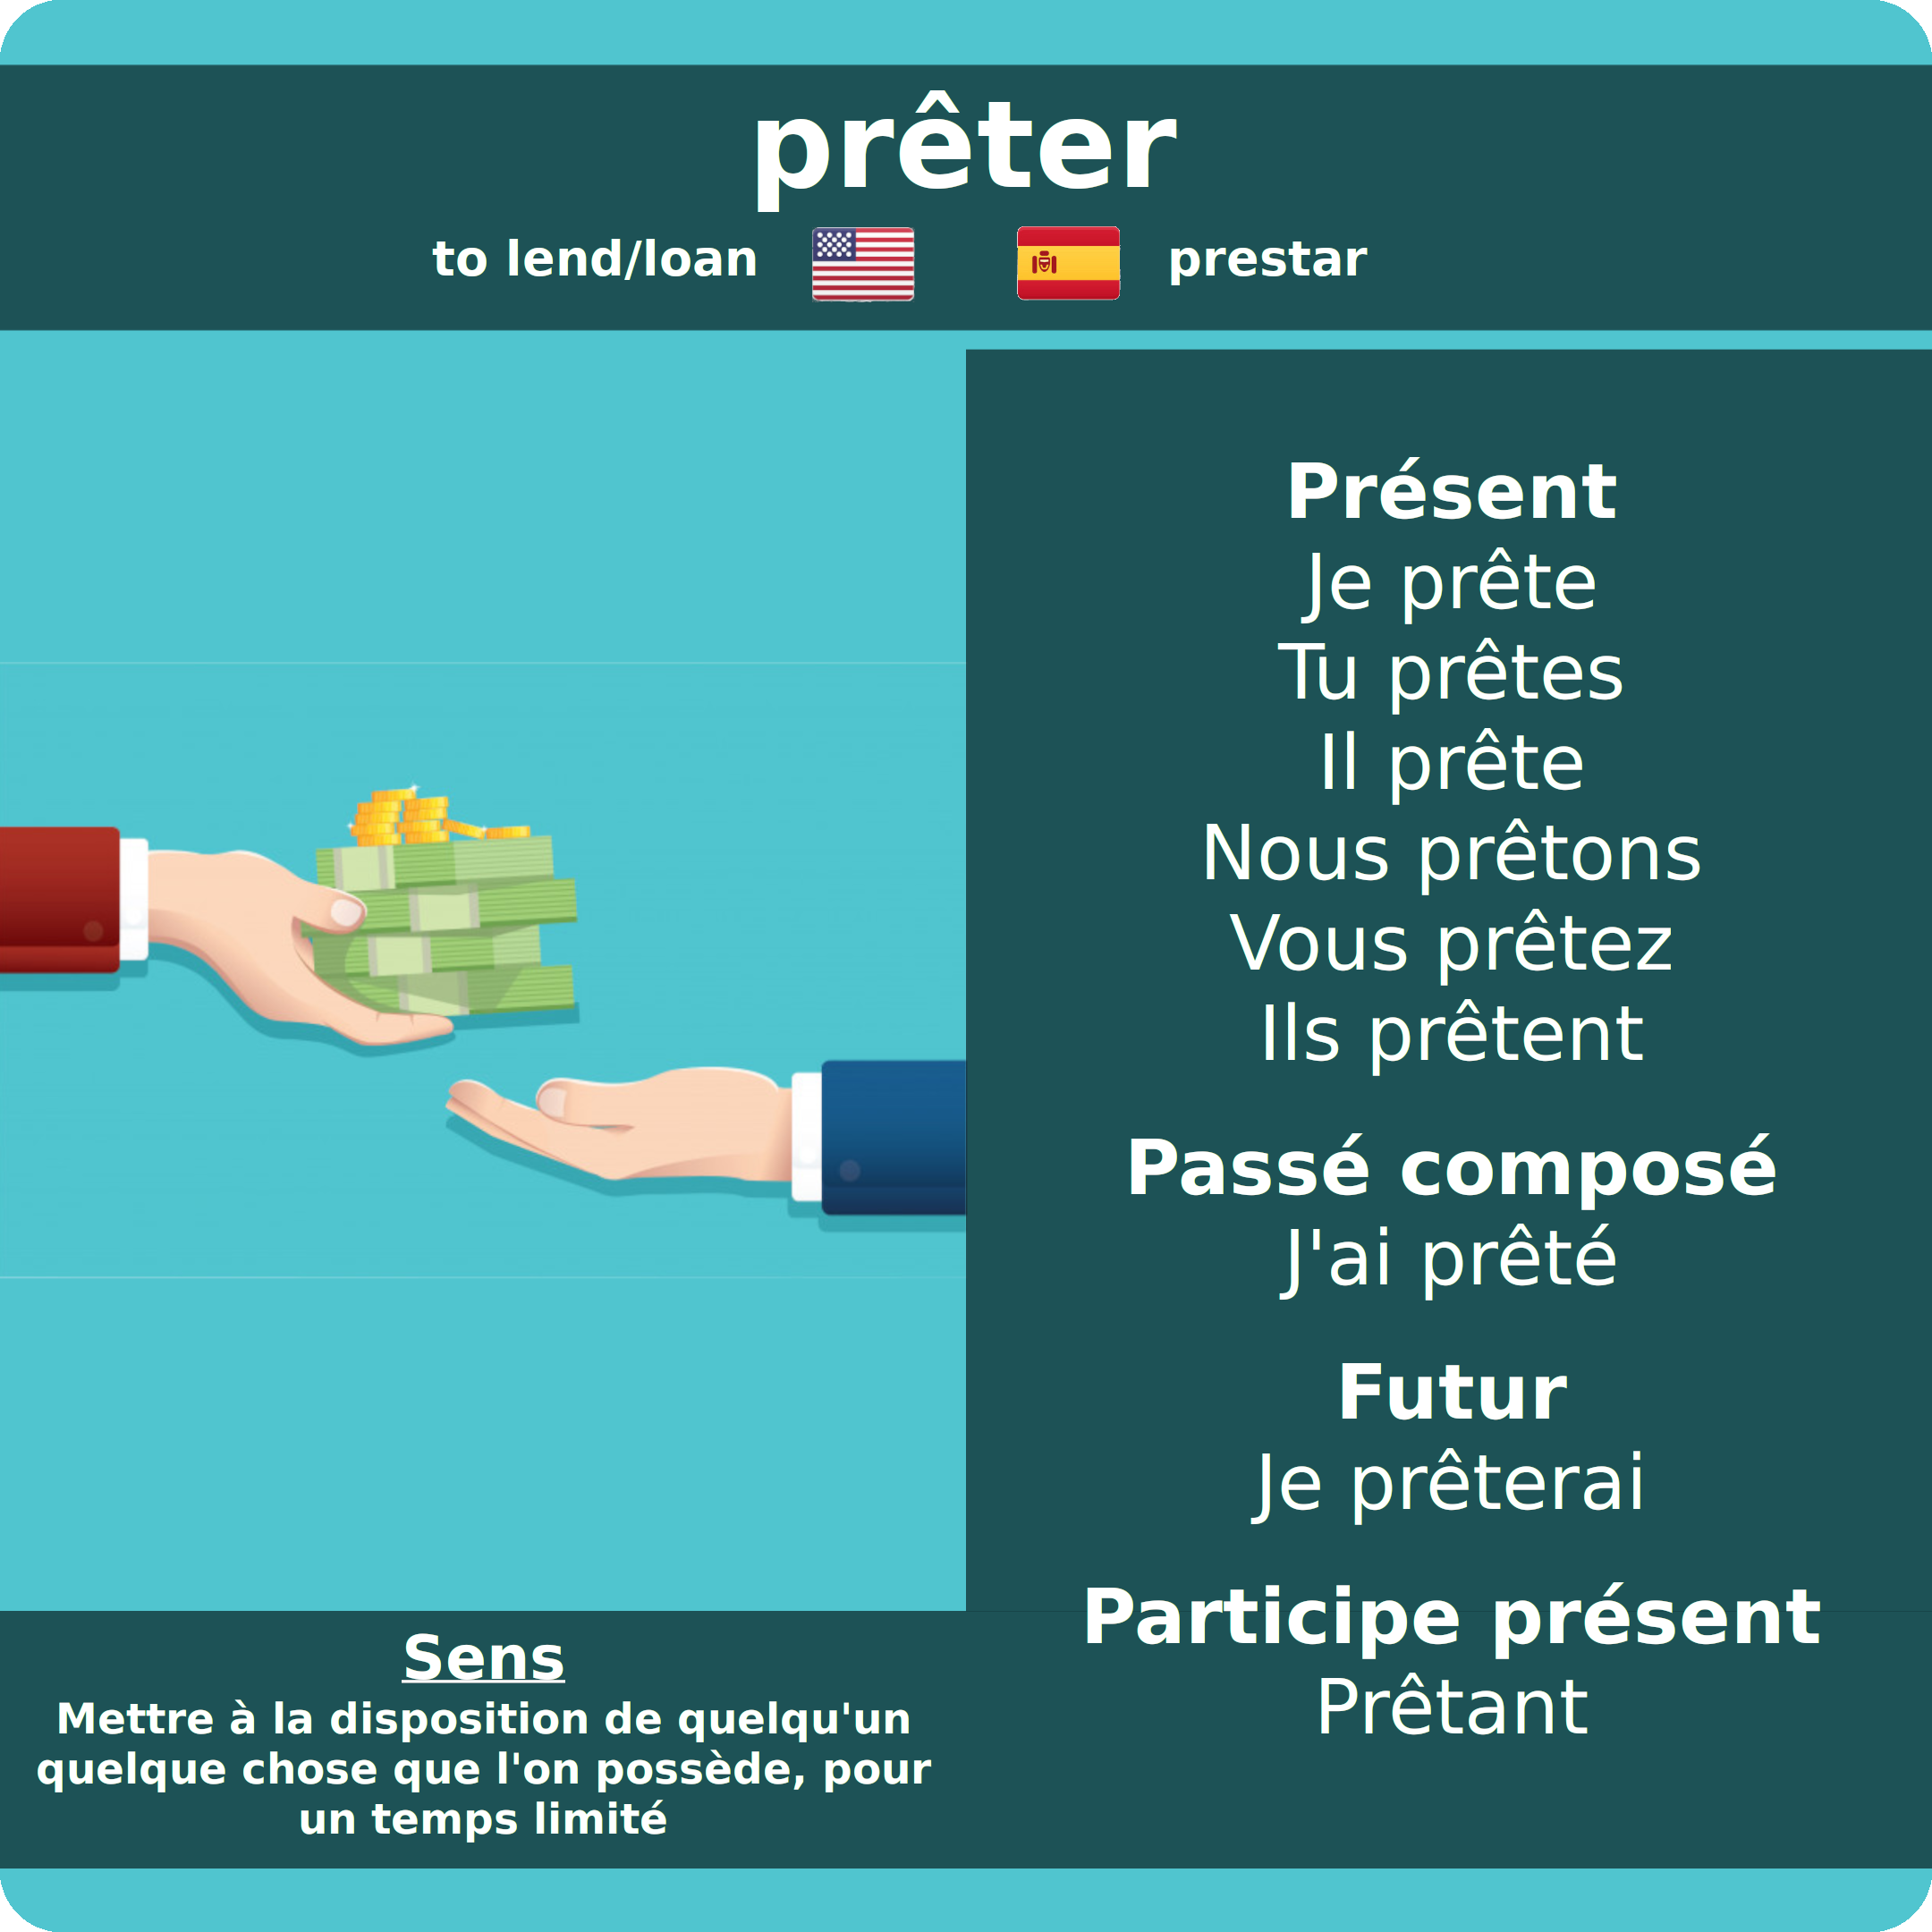 prêter
to lend/loan prestar
Présent
Je prête
Tu prêtes
Il prête
Nous prêtons
Vous prêtez
Ils prêtent
Passé composé
J'ai prêté
Futur
Je prêterai
Participe présent
Prêtant
Sens
Mettre à la disposition de quelqu'un
quelque chose que l'on possède, pour
un temps limité